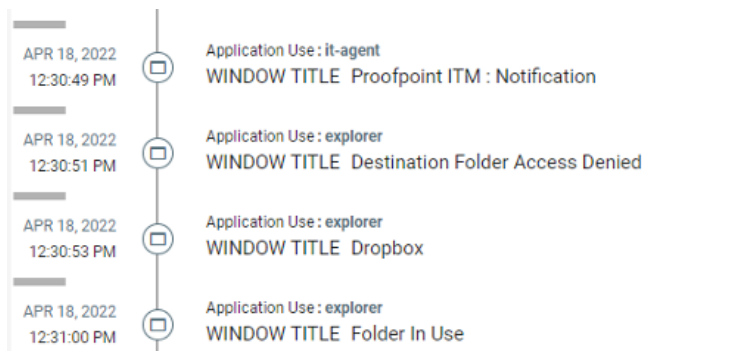 APR 18, 2022
12:30:49 PM
Application Use : it-agent
WINDOW TITLE Proofpoint ITM : Notification
APR 18, 2022
12:30:51 PM
Application Use : explorer
WINDOW TITLE Destination Folder Access Denied
APR 18, 2022
12:30:53 PM
Application Use : explorer
WINDOW TITLE Dropbox
APR 18, 2022
12:31:00 PM
Application Use : explorer
WINDOW TITLE Folder In Use